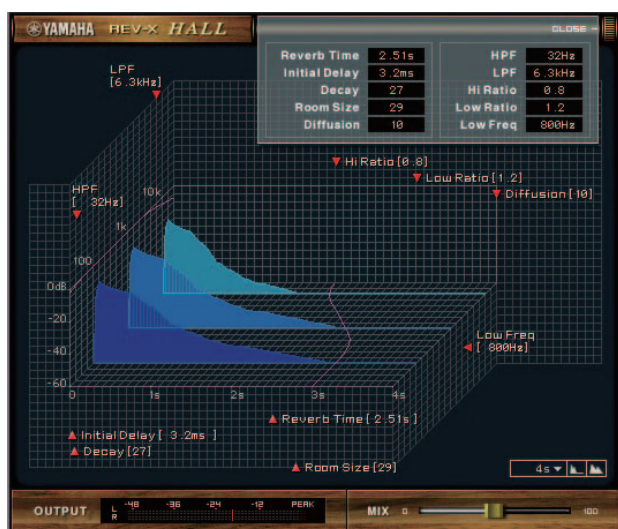 YAMAHA REV-X HALL
CLOSE
Reverb Time 2.51s
Initial Delay 3.2ms
Decay 27
Room Size 29
Diffusion 10
HPF 32Hz
LPF 6.3kHz
Hi Ratio 0.8
Low Ratio 1.2
Low Freq 800Hz
LPF
[6.3kHz]
Hi Ratio [0.8]
Low Ratio [1.2]
Diffusion [10]
HPF
[ 32Hz]
10k
1k
100
0dB
-20
-40
-60
0 1s 2s 3s 4s
Low Freq
[ 800Hz]
Reverb Time [ 2.51s ]
Initial Delay [ 3.2ms ]
Decay [27]
Room Size [29]
4s
OUTPUT L R -48 -36 -24 -12 PEAK
MIX 0 100